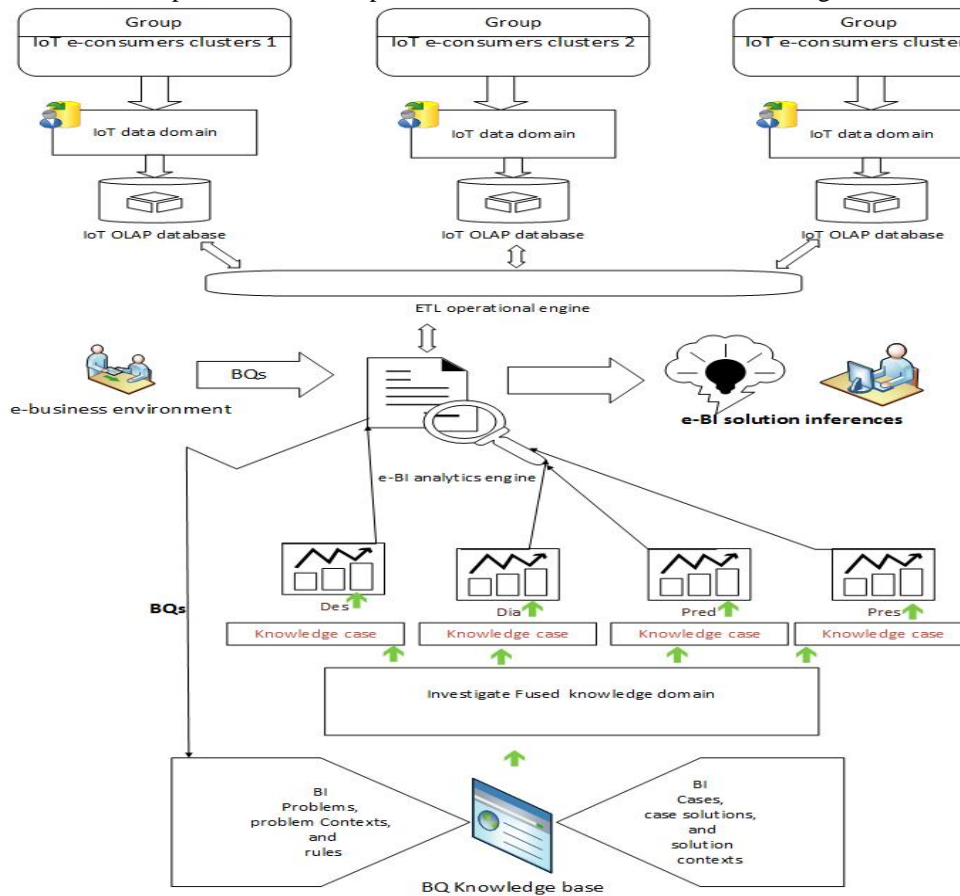 Group
IoT e-consumers clusters 1
Group
IoT e-consumers clusters 2
Group
IoT e-consumers cluster
IoT data domain
IoT data domain
IoT data domain
IoT OLAP database
IoT OLAP database
IoT OLAP database
ETL operational engine
BQs
e-business environment
e-BI solution inferences
e-BI analytics engine
BQs
Des
Dia
Pred
Pres
Knowledge case
Knowledge case
Knowledge case
Knowledge case
Investigate Fused knowledge domain
BI
Problems,
problem Contexts,
and
rules
BI
Cases,
case solutions,
and
solution
contexts
BQ Knowledge base